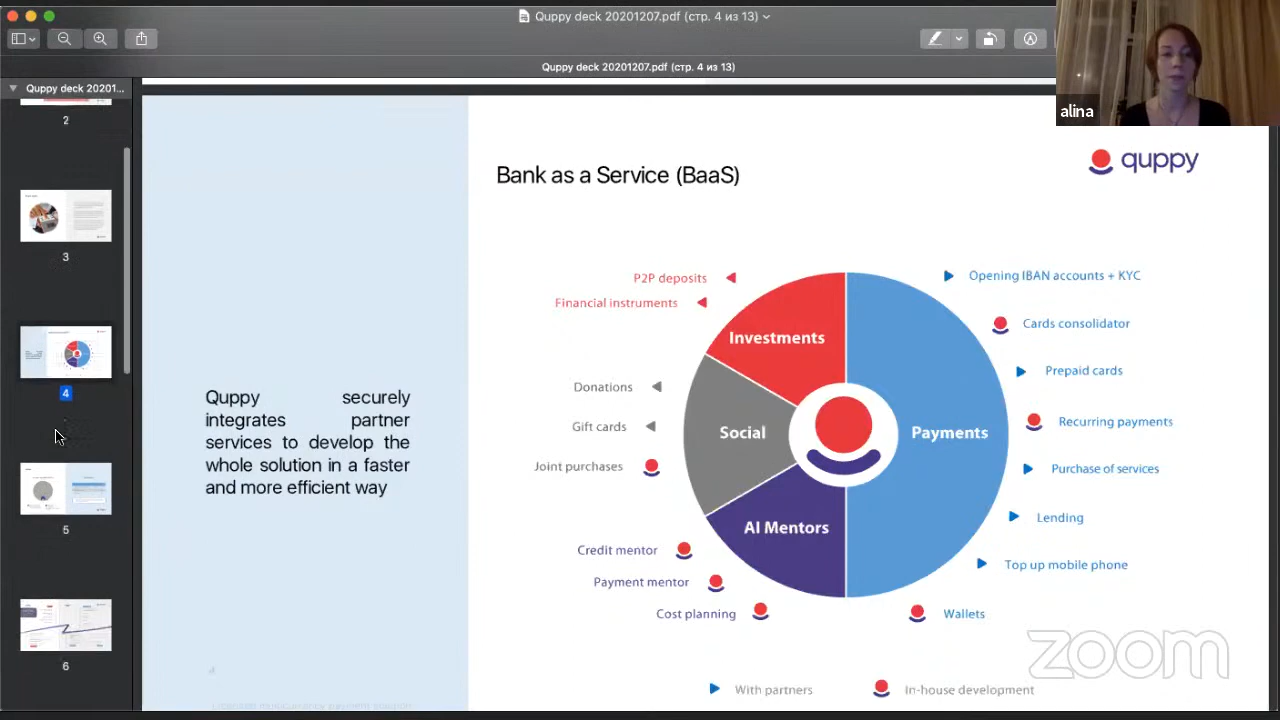 Quppy deck 20201207.pdf (стр. 4 из 13)
Quppy deck 20201207.pdf (стр. 4 из 13)
alina
Quppy deck 20201...
2
3
4
5
6
quppy
Bank as a Service (BaaS)
Quppy securely
integrates partner
services to develop the
whole solution in a faster
and more efficient way
P2P deposits
Financial instruments
Donations
Gift cards
Joint purchases
Credit mentor
Payment mentor
Cost planning
Investments
Social
AI Mentors
Payments
Opening IBAN accounts + KYC
Cards consolidator
Prepaid cards
Recurring payments
Purchase of services
Lending
Top up mobile phone
Wallets
With partners
In-house development
zoom